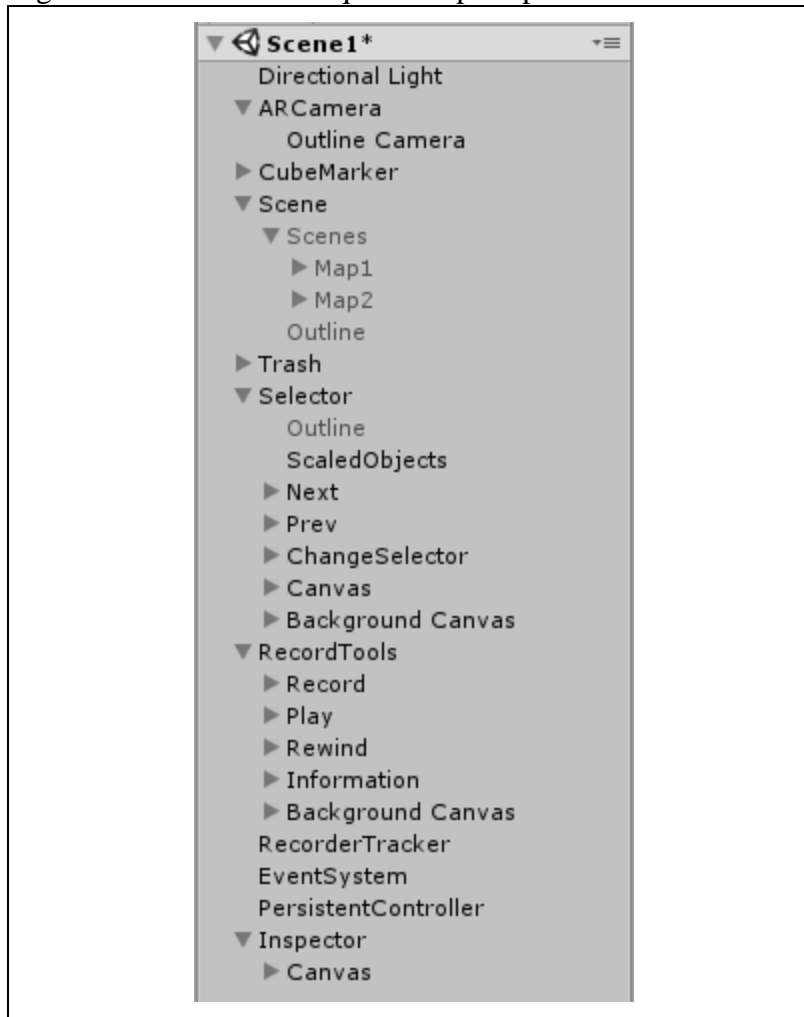 Scene1*
Directional Light
ARCamera
Outline Camera
CubeMarker
Scene
Scenes
Map1
Map2
Outline
Trash
Selector
Outline
ScaledObjects
Next
Prev
ChangeSelector
Canvas
Background Canvas
RecordTools
Record
Play
Rewind
Information
Background Canvas
RecorderTracker
EventSystem
PersistentController
Inspector
Canvas